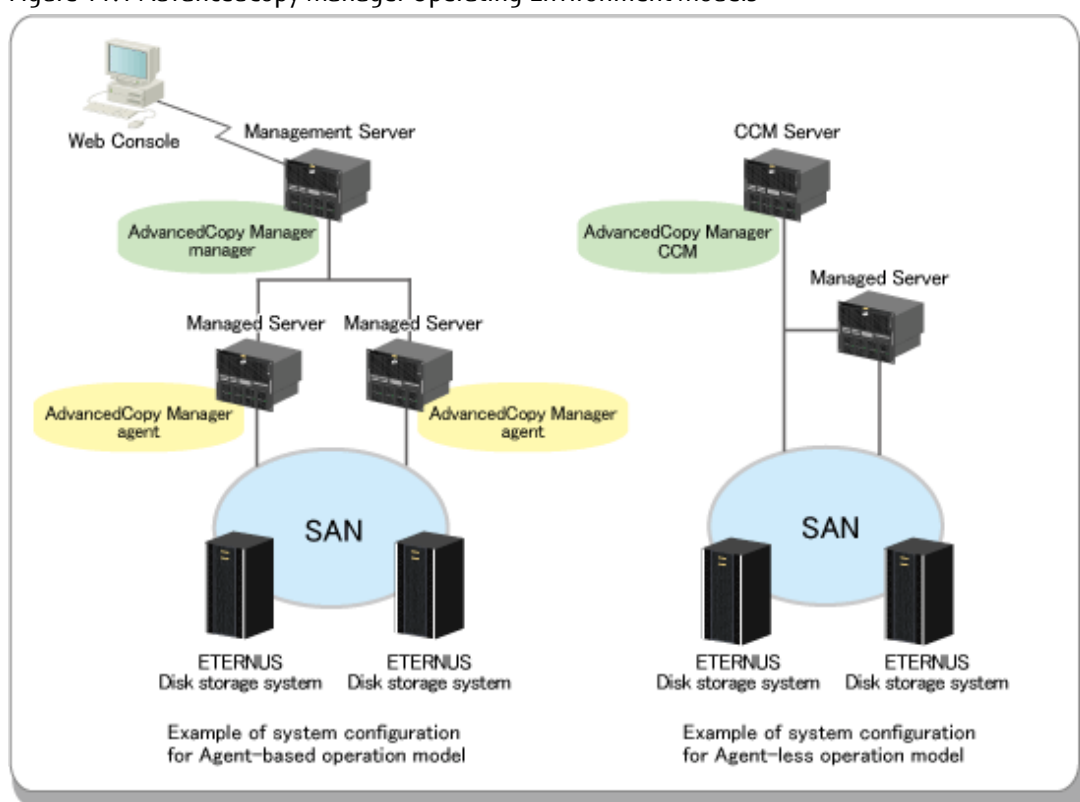 Web Console
Management Server
AdvancedCopy Manager
manager
Managed Server
Managed Server
AdvancedCopy Manager
agent
AdvancedCopy Manager
agent
SAN
ETERNUS
Disk storage system
ETERNUS
Disk storage system
Example of system configuration
for Agent-based operation model
CCM Server
AdvancedCopy Manager
CCM
Managed Server
SAN
ETERNUS
Disk storage system
ETERNUS
Disk storage system
Example of system configuration
for Agent-less operation model